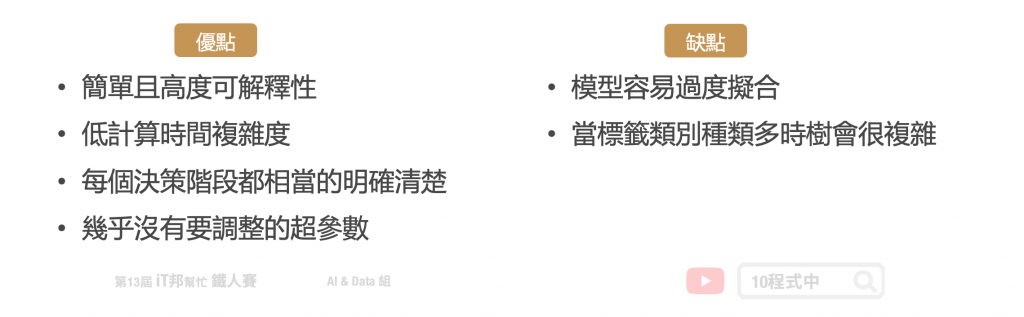 優點
• 簡單且高度可解釋性
• 低計算時間複雜度
• 每個決策階段都相當的明確清楚
• 幾乎沒有要調整的超參數
缺點
• 模型容易過度擬合
• 當標籤類別種類多時樹會很複雜
第13屆 iT邦幫忙 鐵人賽
AI & Data 組
10程式中